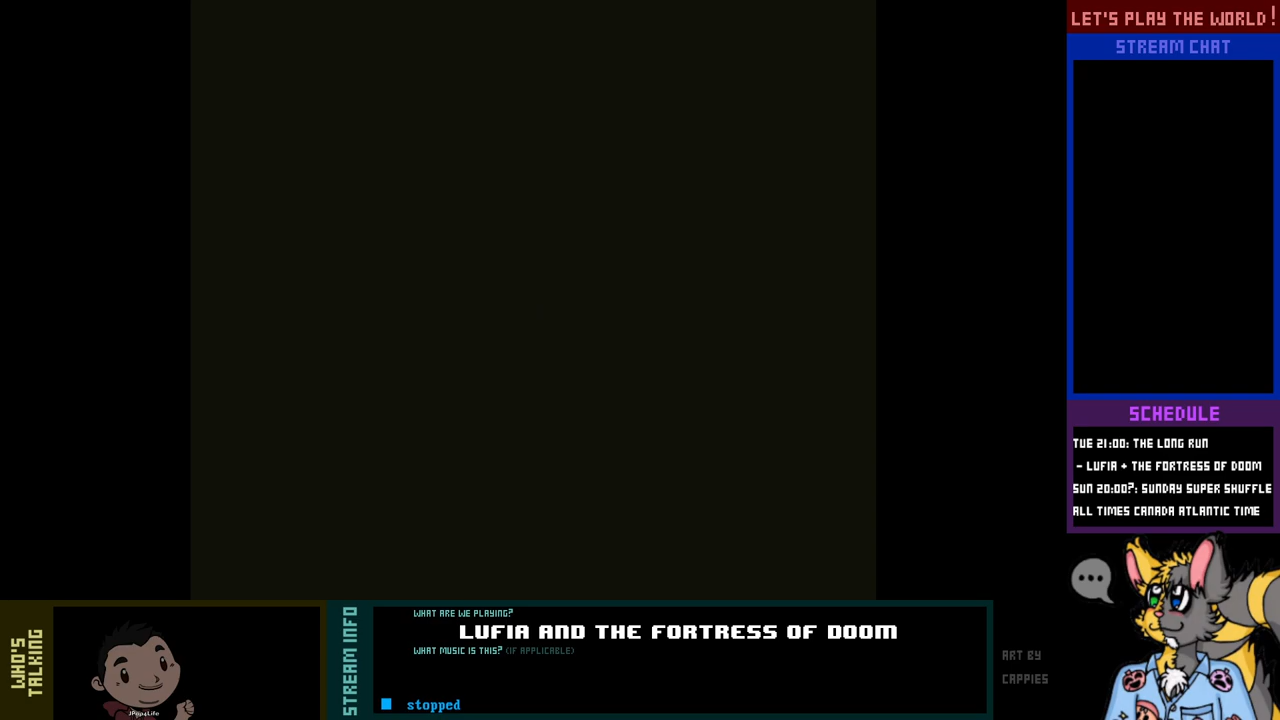 LET'S PLAY THE WORLD!
STREAM CHAT
SCHEDULE
TUE 21:00: THE LONG RUN
- LUFIA + THE FORTRESS OF DOOM
SUN 20:00?: SUNDAY SUPER SHUFFLE
ALL TIMES CANADA ATLANTIC TIME
...
WHO'S
TALKING
JPop4Life
STREAM INFO
WHAT ARE WE PLAYING?
LUFIA AND THE FORTRESS OF DOOM
WHAT MUSIC IS THIS? (IF APPLICABLE)
stopped
ART BY
CAPPIES